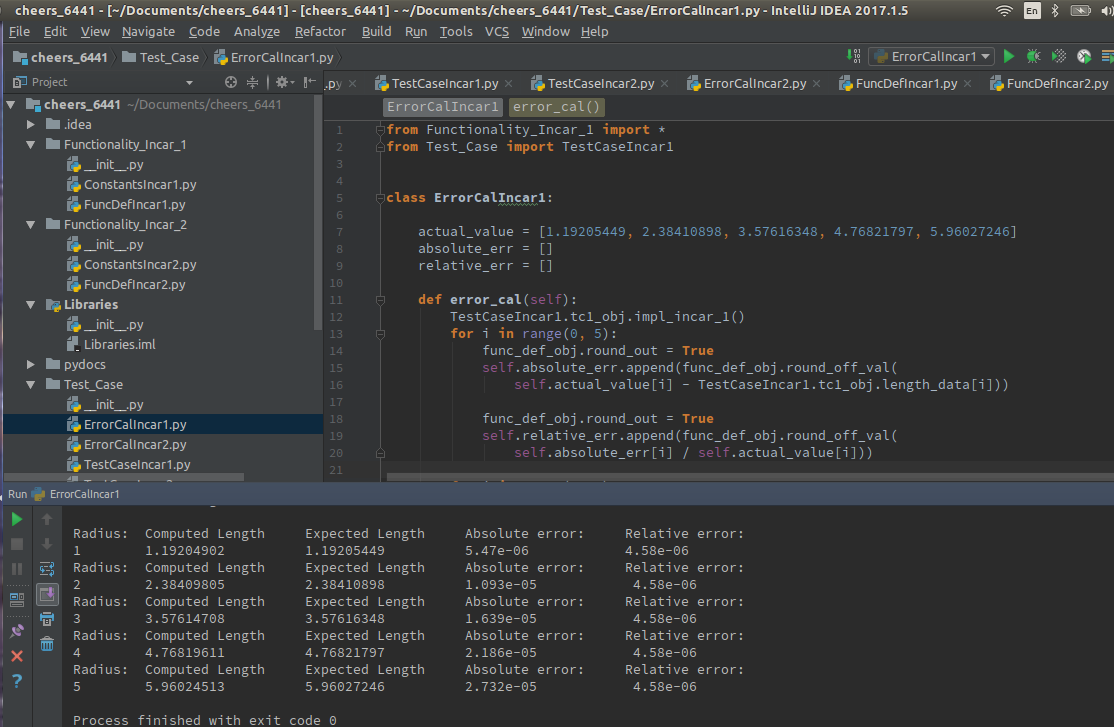 cheers_6441 - [~/Documents/cheers_6441] - [cheers_6441] - ~/Documents/cheers_6441/Test_Case/ErrorCalIncar1.py - IntelliJ IDEA 2017.1.5
En
File Edit View Navigate Code Analyze Refactor Build Run Tools VCS Window Help
cheers_6441 Test_Case ErrorCalIncar1.py
ErrorCalIncar1
Project
.py TestCaseIncar1.py TestCaseIncar2.py ErrorCalIncar2.py FuncDefIncar1.py FuncDefIncar2.py
cheers_6441 ~/Documents/cheers_6441
.idea
Functionality_Incar_1
__init__.py
ConstantsIncar1.py
FuncDefIncar1.py
Functionality_Incar_2
__init__.py
ConstantsIncar2.py
FuncDefIncar2.py
Libraries
__init__.py
Libraries.iml
pydocs
Test_Case
__init__.py
ErrorCalIncar1.py
ErrorCalIncar2.py
TestCaseIncar1.py
ErrorCalIncar1 error_cal()
1 from Functionality_Incar_1 import *
2 from Test_Case import TestCaseIncar1
3
4
5 class ErrorCalIncar1:
6
7 actual_value = [1.19205449, 2.38410898, 3.57616348, 4.76821797, 5.96027246]
8 absolute_err = []
9 relative_err = []
10
11 def error_cal(self):
12 TestCaseIncar1.tc1_obj.impl_incar_1()
13 for i in range(0, 5):
14 func_def_obj.round_out = True
15 self.absolute_err.append(func_def_obj.round_off_val(
16 self.actual_value[i] - TestCaseIncar1.tc1_obj.length_data[i]))
17
18 func_def_obj.round_out = True
19 self.relative_err.append(func_def_obj.round_off_val(
20 self.absolute_err[i] / self.actual_value[i]))
21
Run ErrorCalIncar1
Radius: Computed Length Expected Length Absolute error: Relative error:
1 1.19204902 1.19205449 5.47e-06 4.58e-06
Radius: Computed Length Expected Length Absolute error: Relative error:
2 2.38409805 2.38410898 1.093e-05 4.58e-06
Radius: Computed Length Expected Length Absolute error: Relative error:
3 3.57614708 3.57616348 1.639e-05 4.58e-06
Radius: Computed Length Expected Length Absolute error: Relative error:
4 4.76819611 4.76821797 2.186e-05 4.58e-06
Radius: Computed Length Expected Length Absolute error: Relative error:
5 5.96024513 5.96027246 2.732e-05 4.58e-06
Process finished with exit code 0